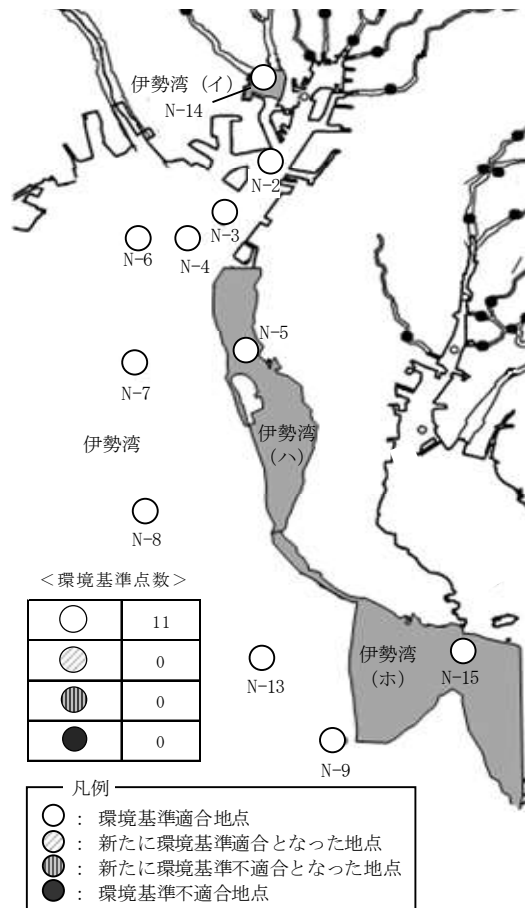 伊勢湾（イ）
N-14
N-2
N-3
N-6
N-4
N-5
N-7
伊勢湾
伊勢湾
（ハ）
N-8
＜環境基準点数＞
11
0
0
0
N-13
伊勢湾
（ホ）
N-15
N-9
凡例
： 環境基準適合地点
： 新たに環境基準適合となった地点
： 新たに環境基準不適合となった地点
： 環境基準不適合地点